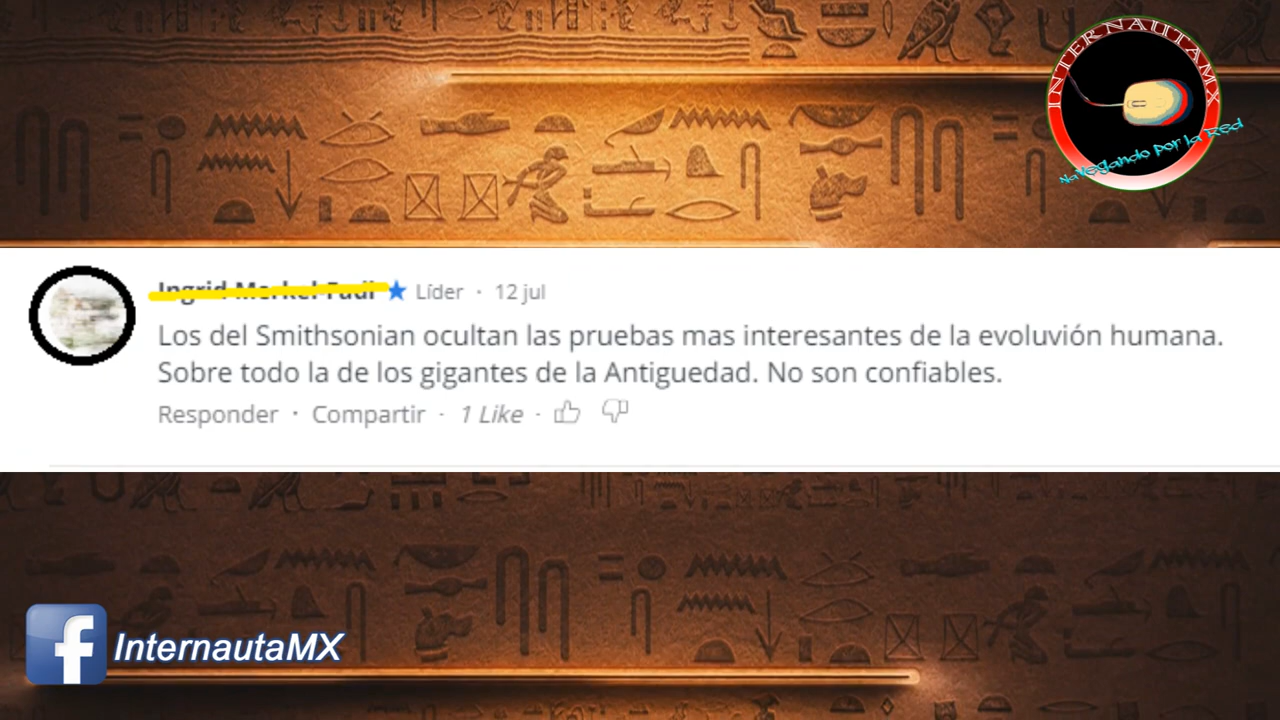 INTERNAUTAMX
Navegando por la Red
Líder · 12 jul
Los del Smithsonian ocultan las pruebas mas interesantes de la evoluvión humana.
Sobre todo la de los gigantes de la Antiguedad. No son confiables.
Responder · Compartir · 1 Like ·
f InternautaMX